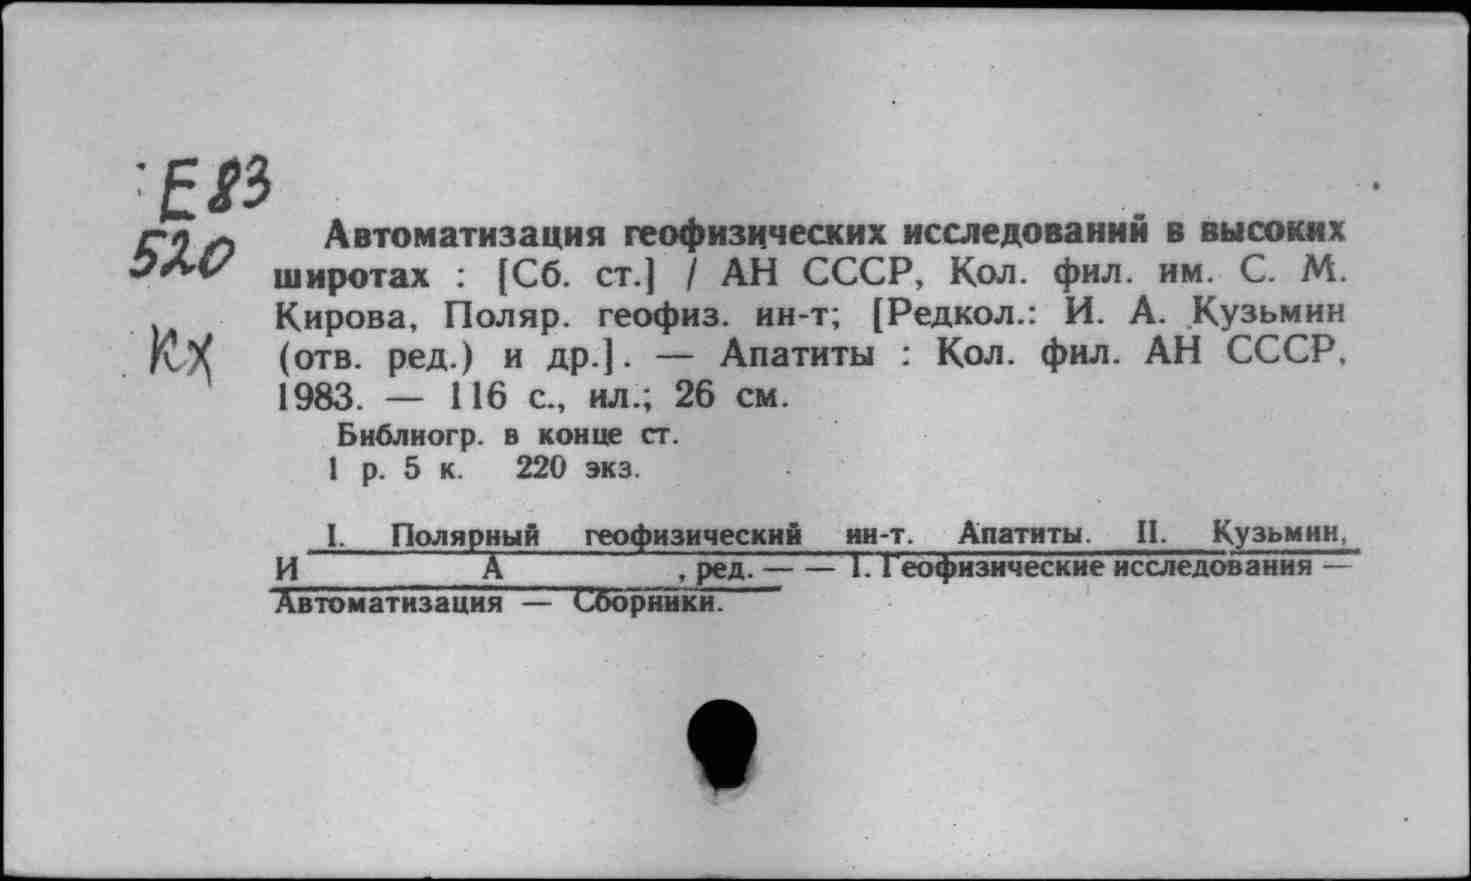 Е83
520
Кх
Автоматизация геофизических исследований в высоких
широтах : [Сб. ст.] / АН СССР, Кол. фил. им. С. М.
Кирова, Поляр. геофиз. ин-т; [Редкол.: И. А. Кузьмин
(отв. ред.) и др.]. — Апатиты : Кол. фил. АН СССР,
1983. — 116 с., ил.; 26 см.
Библиогр. в конце ст.
1 р. 5 к. 220 экз.
I. Полярный геофизический ин-т. Апатиты. II. Кузьмин,
И А , ред. — — 1. Геофизические исследования —
Автоматизация — Сборники.